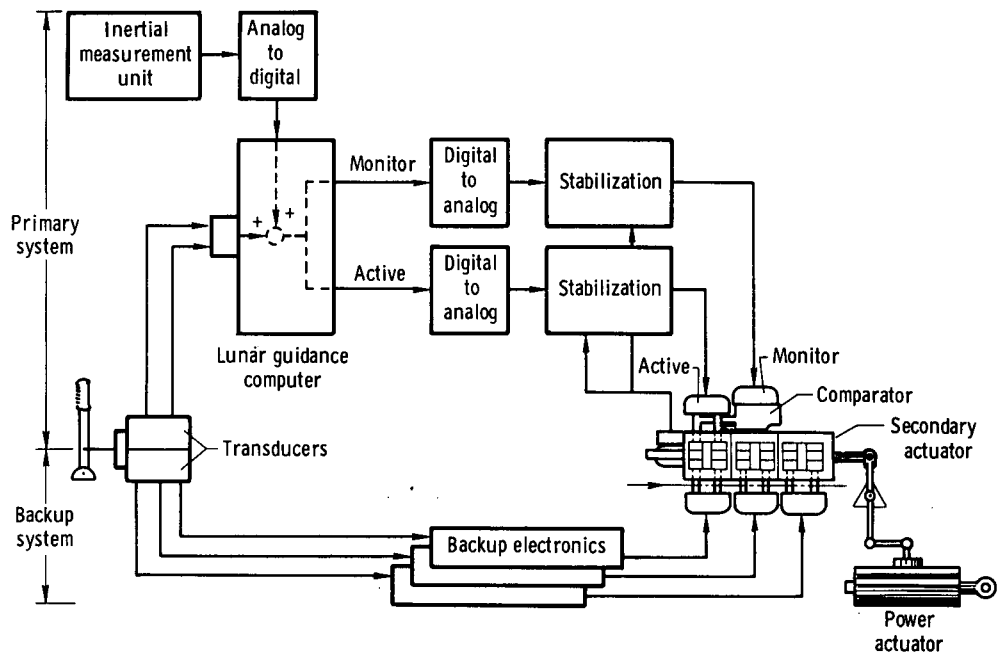 Inertial
measurement
unit
Analog
to
digital
Monitor
Digital
to
analog
Stabilization
Primary
system
+
+
Active
Digital
to
analog
Stabilization
Lunar guidance
computer
Active
Monitor
Comparator
Secondary
actuator
Transducers
Backup
system
Backup electronics
Power
actuator